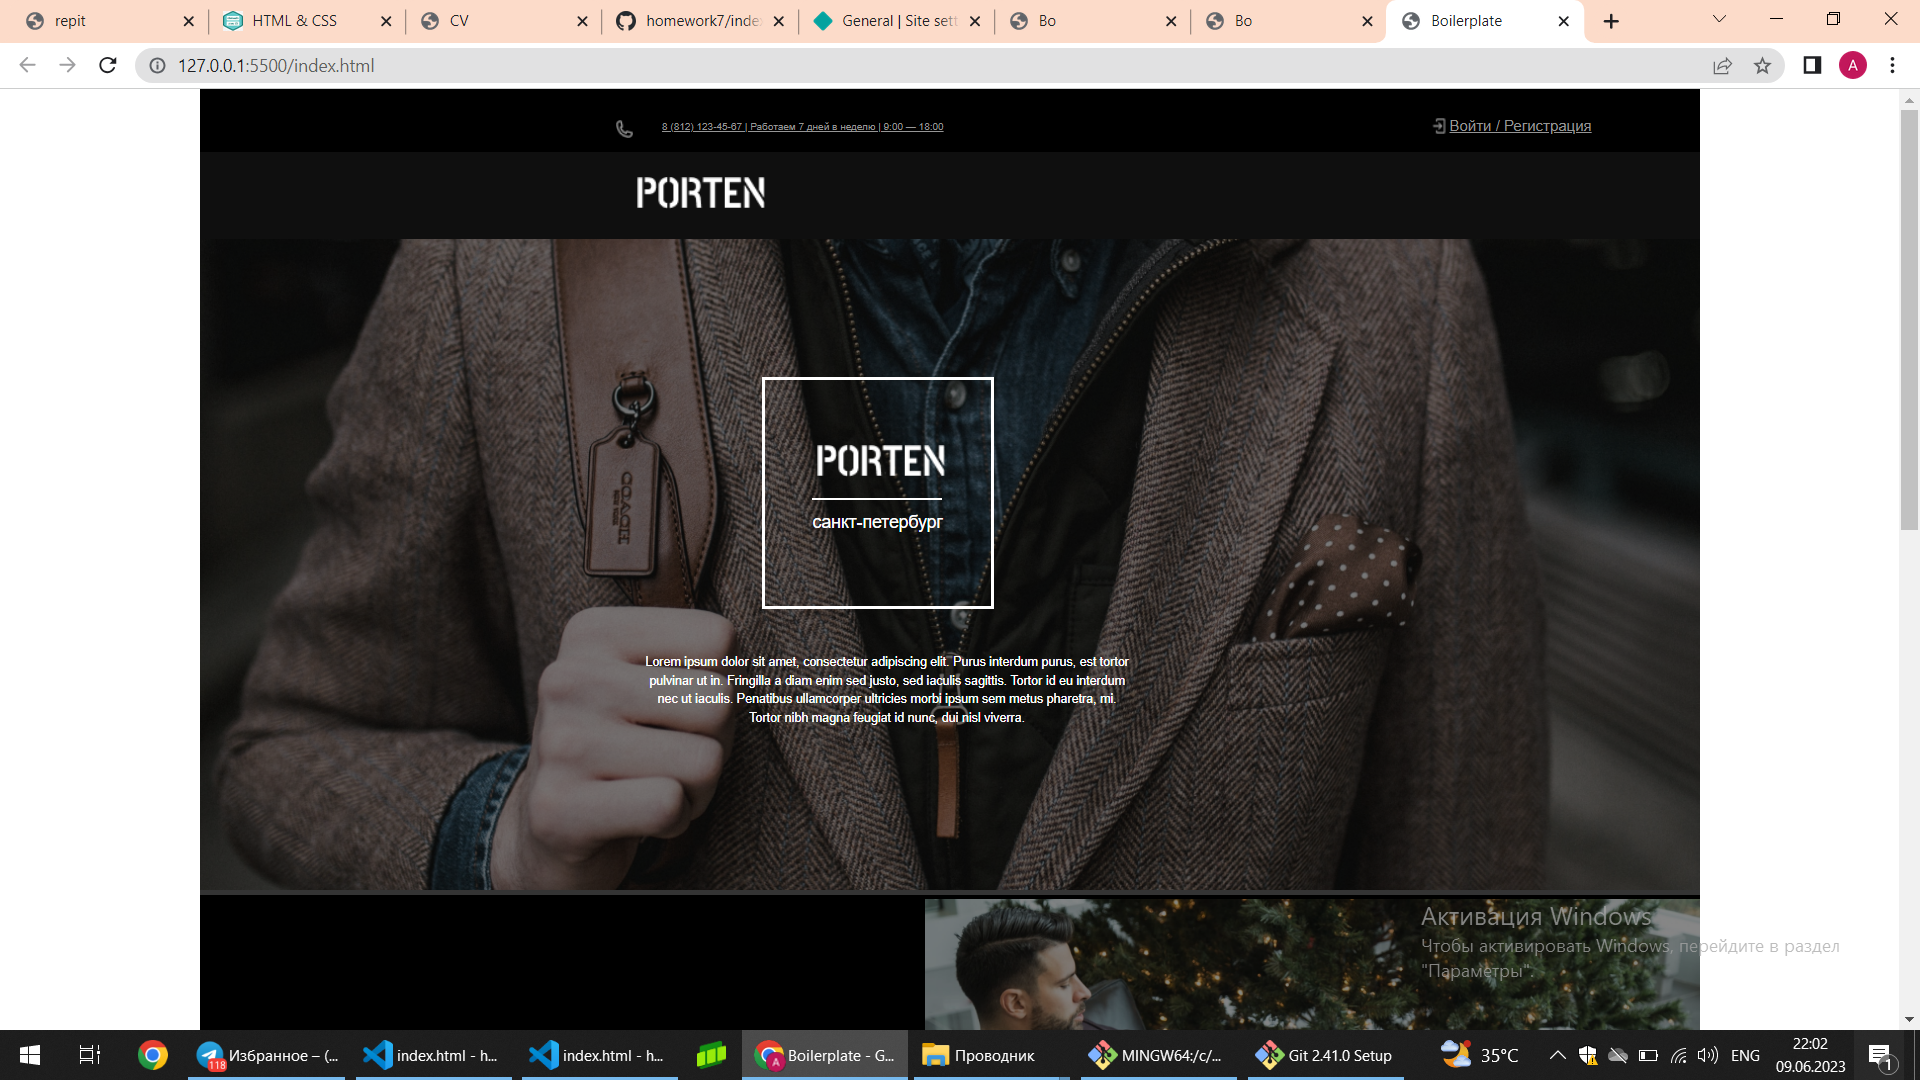 repit
HTML & CSS
CV
homework7/inde
General | Site sett
Bo
Bo
Boilerplate
127.0.0.1:5500/index.html
A
8 (812) 123-45-67 | Работаем 7 дней в неделю | 9:00 — 18:00
Войти / Регистрация
PORTEN
COACH
PORTEN
санкт-петербург
Lorem ipsum dolor sit amet, consectetur adipiscing elit. Purus interdum purus, est tortor
pulvinar ut in. Fringilla a diam enim sed justo, sed iaculis sagittis. Tortor id eu interdum
nec ut iaculis. Penatibus ullamcorper ultricies morbi ipsum sem metus pharetra, mi.
Tortor nibh magna feugiat id nunc, dui nisl viverra.
Активация Windows
Чтобы активировать Windows, перейдите в раздел
"Параметры".
118
Избранное – (...
index.html - h...
index.html - h...
A
Boilerplate - G...
Проводник
MINGW64:/c/...
Git 2.41.0 Setup
35°C
ENG
22:02
09.06.2023
1